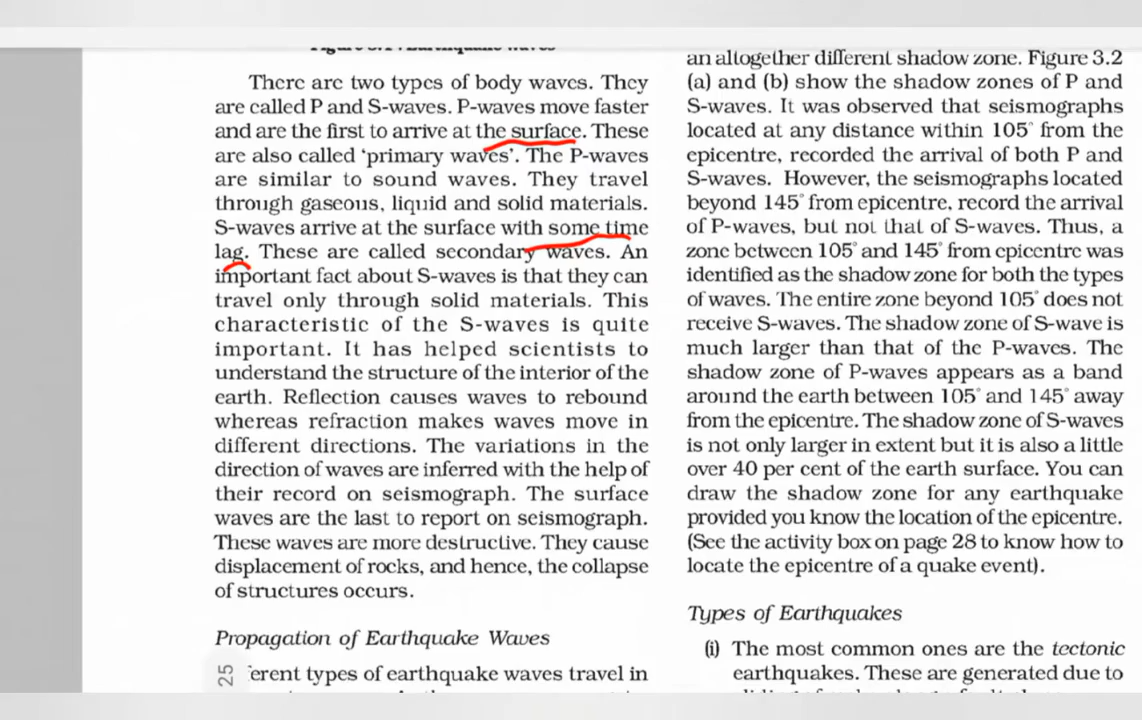 There are two types of body waves. They
are called P and S-waves. P-waves move faster
and are the first to arrive at the surface. These
are also called ‘primary waves’. The P-waves
are similar to sound waves. They travel
through gaseous, liquid and solid materials.
S-waves arrive at the surface with some time
lag. These are called secondary waves. An
important fact about S-waves is that they can
travel only through solid materials. This
characteristic of the S-waves is quite
important. It has helped scientists to
understand the structure of the interior of the
earth. Reflection causes waves to rebound
whereas refraction makes waves move in
different directions. The variations in the
direction of waves are inferred with the help of
their record on seismograph. The surface
waves are the last to report on seismograph.
These waves are more destructive. They cause
displacement of rocks, and hence, the collapse
of structures occurs.
Propagation of Earthquake Waves
erent types of earthquake waves travel in
25
an altogether different shadow zone. Figure 3.2
(a) and (b) show the shadow zones of P and
S-waves. It was observed that seismographs
located at any distance within 105° from the
epicentre, recorded the arrival of both P and
S-waves. However, the seismographs located
beyond 145° from epicentre, record the arrival
of P-waves, but not that of S-waves. Thus, a
zone between 105° and 145° from epicentre was
identified as the shadow zone for both the types
of waves. The entire zone beyond 105° does not
receive S-waves. The shadow zone of S-wave is
much larger than that of the P-waves. The
shadow zone of P-waves appears as a band
around the earth between 105° and 145° away
from the epicentre. The shadow zone of S-waves
is not only larger in extent but it is also a little
over 40 per cent of the earth surface. You can
draw the shadow zone for any earthquake
provided you know the location of the epicentre.
(See the activity box on page 28 to know how to
locate the epicentre of a quake event).
Types of Earthquakes
(i) The most common ones are the tectonic
earthquakes. These are generated due to